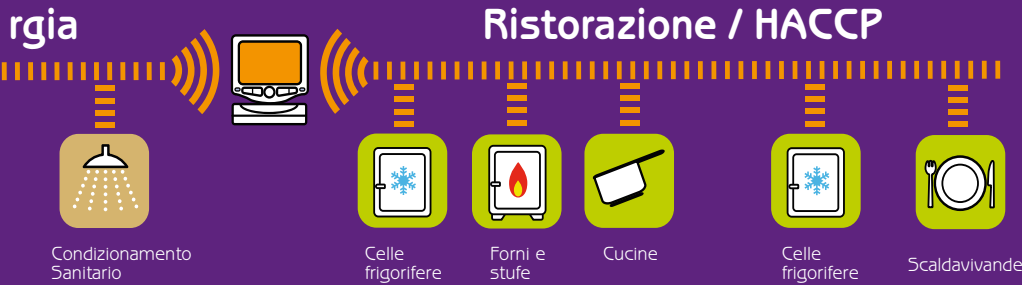 rgia
Ristorazione / HACCP
Condizionamento
Sanitario
Celle
frigorifere
Forni e
stufe
Cucine
Celle
frigorifere
Scaldavivande